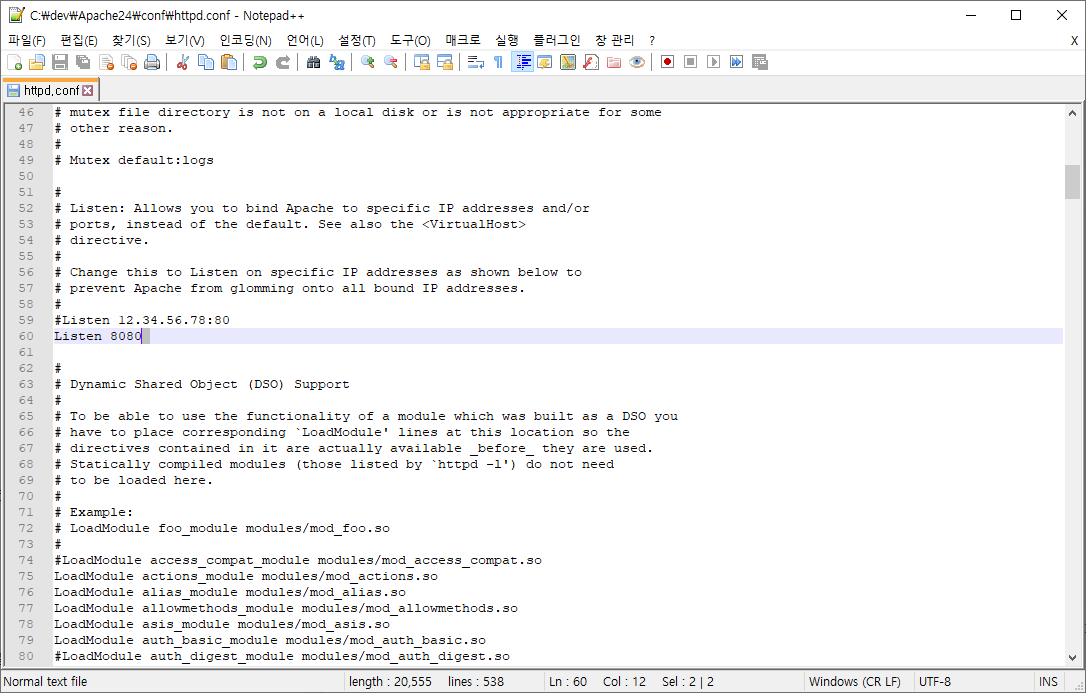 C:₩dev₩Apache24₩conf₩httpd.conf - Notepad++
파일(F) 편집(E) 찾기(S) 보기(V) 인코딩(N) 언어(L) 설정(T) 도구(O) 매크로 실행 플러그인 창 관리 ? X
httpd.conf
46 # mutex file directory is not on a local disk or is not appropriate for some
47 # other reason.
48 #
49 # Mutex default:logs
50
51 #
52 # Listen: Allows you to bind Apache to specific IP addresses and/or
53 # ports, instead of the default. See also the <VirtualHost>
54 # directive.
55 #
56 # Change this to Listen on specific IP addresses as shown below to
57 # prevent Apache from glomming onto all bound IP addresses.
58 #
59 #Listen 12.34.56.78:80
60 Listen 8080
61
62 #
63 # Dynamic Shared Object (DSO) Support
64 #
65 # To be able to use the functionality of a module which was built as a DSO you
66 # have to place corresponding `LoadModule' lines at this location so the
67 # directives contained in it are actually available _before_ they are used.
68 # Statically compiled modules (those listed by `httpd -l') do not need
69 # to be loaded here.
70 #
71 # Example:
72 # LoadModule foo_module modules/mod_foo.so
73 #
74 #LoadModule access_compat_module modules/mod_access_compat.so
75 LoadModule actions_module modules/mod_actions.so
76 LoadModule alias_module modules/mod_alias.so
77 LoadModule allowmethods_module modules/mod_allowmethods.so
78 LoadModule asis_module modules/mod_asis.so
79 LoadModule auth_basic_module modules/mod_auth_basic.so
80 #LoadModule auth_digest_module modules/mod_auth_digest.so
Normal text file length : 20,555 lines : 538 Ln : 60 Col : 12 Sel : 2 | 2 Windows (CR LF) UTF-8 INS